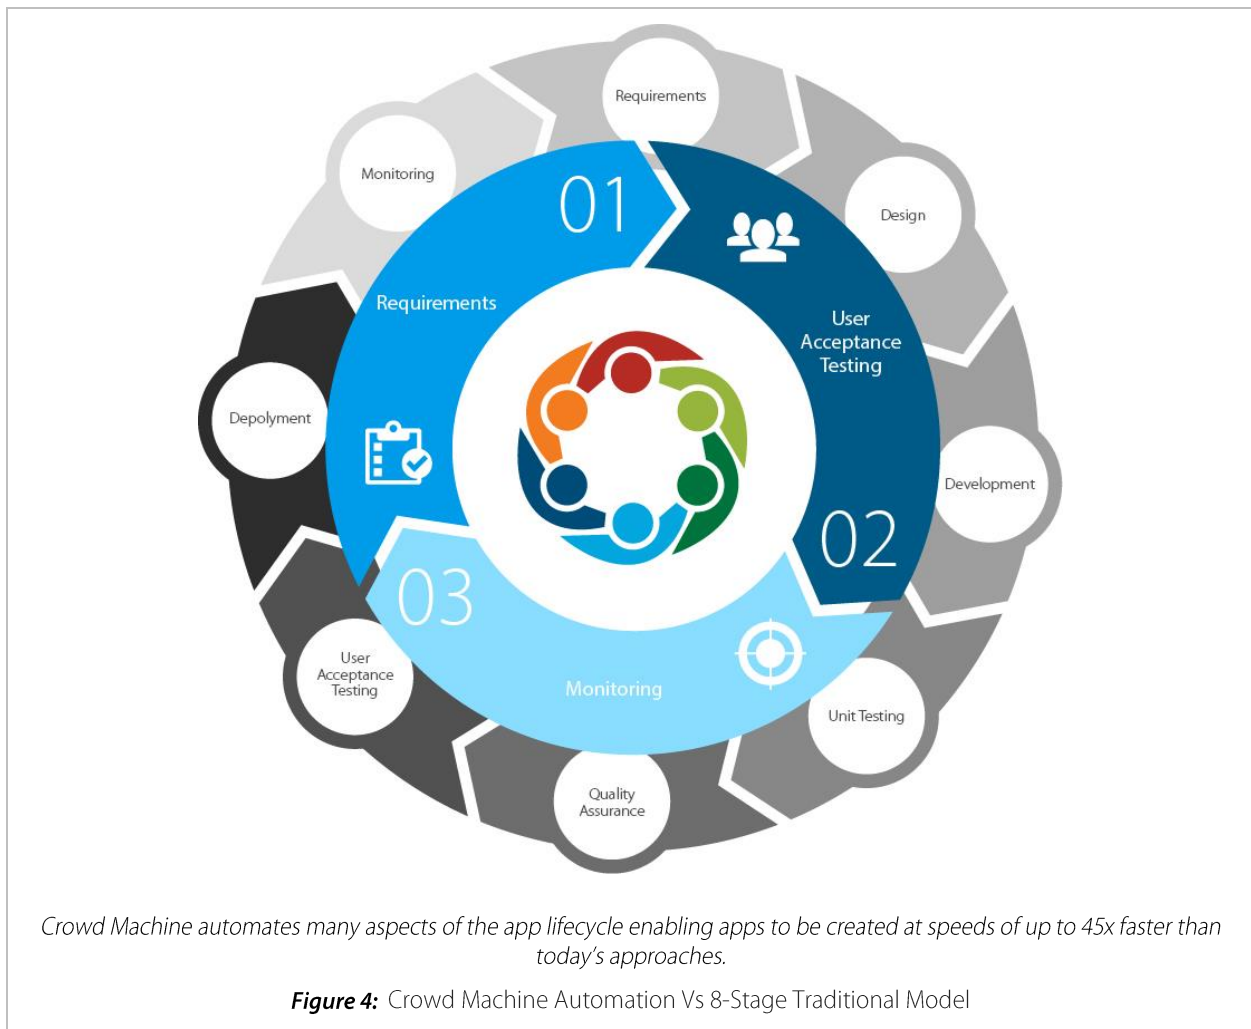 Requirements
Design
Development
Unit Testing
Quality
Assurance
User
Acceptance
Testing
Depolyment
Monitoring
01
Requirements
User
Acceptance
Testing
02
03
Monitoring
Crowd Machine automates many aspects of the app lifecycle enabling apps to be created at speeds of up to 45x faster than
today's approaches.
Figure 4: Crowd Machine Automation Vs 8-Stage Traditional Model